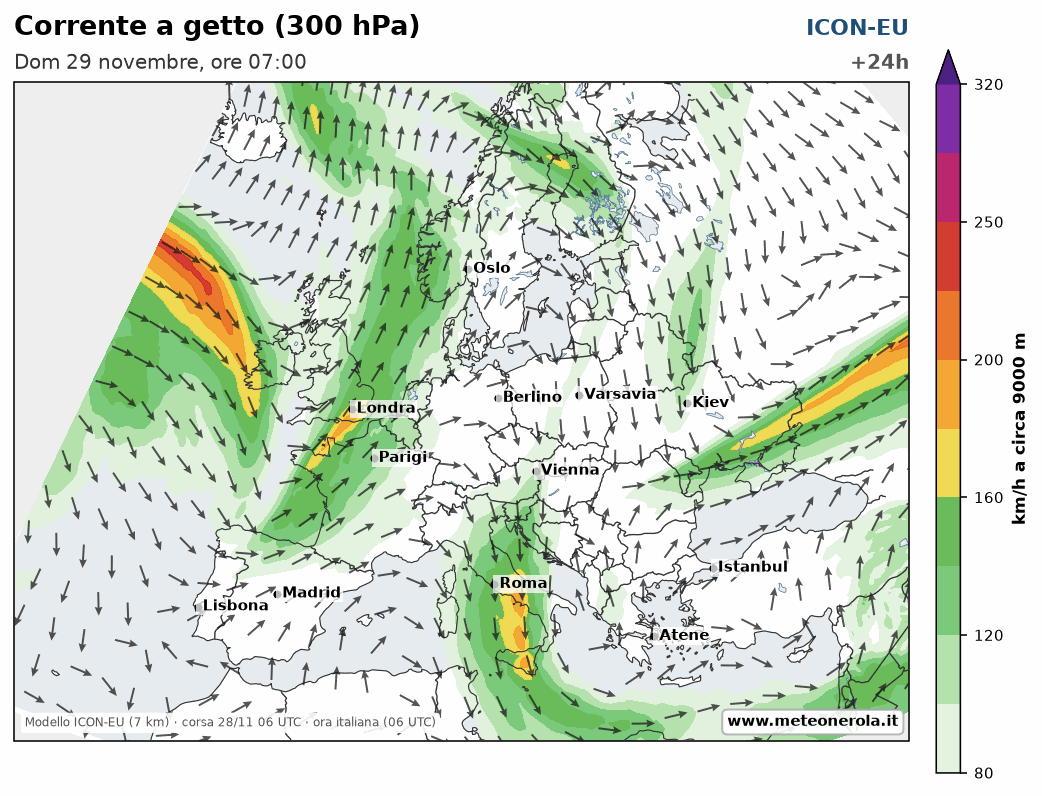 Corrente a getto (300 hPa)
ICON-EU
Dom 29 novembre, ore 07:00
+24h
320
250
200
160
120
80
km/h a circa 9000 m
Oslo
Berlino
Varsavia
Kiev
Londra
Parigi
Vienna
Istanbul
Roma
Madrid
Lisbona
Atene
Modello ICON-EU (7 km) · corsa 28/11 06 UTC · ora italiana (06 UTC)
www.meteonerola.it